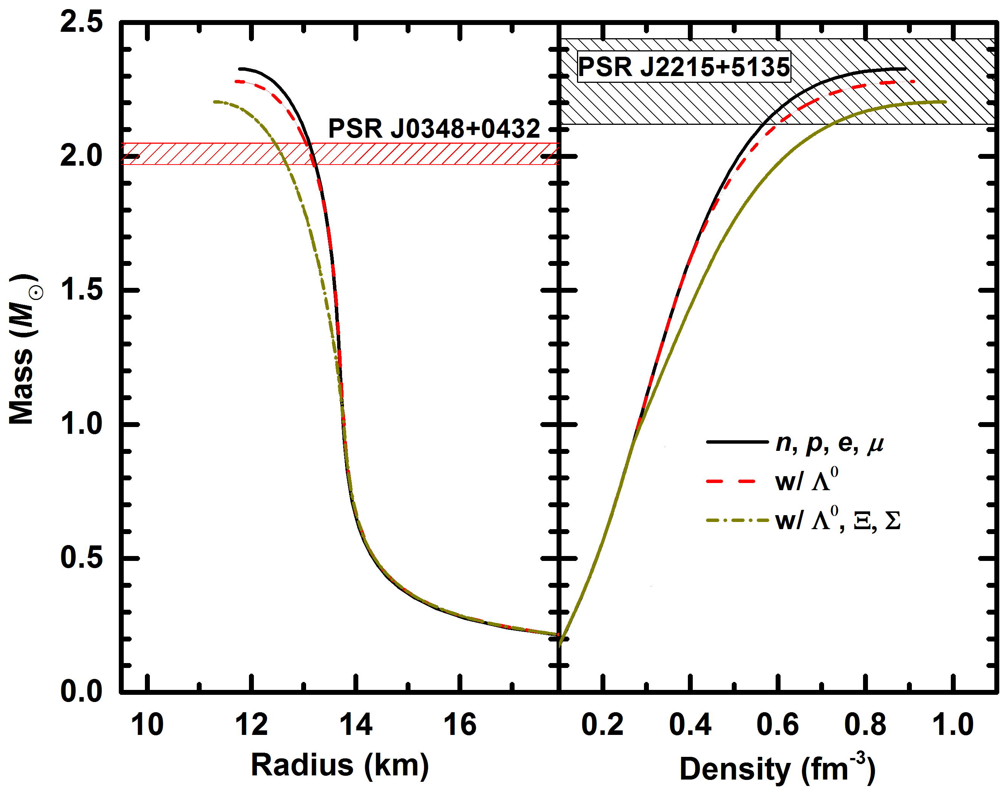 2.5
2.0
1.5
1.0
0.5
0.0
Mass (M☉)
PSR J0348+0432
PSR J2215+5135
n, p, e, μ
w/ Λ⁰
w/ Λ⁰, Ξ, Σ
10 12 14 16
0.2 0.4 0.6 0.8 1.0
Radius (km)
Density (fm⁻³)